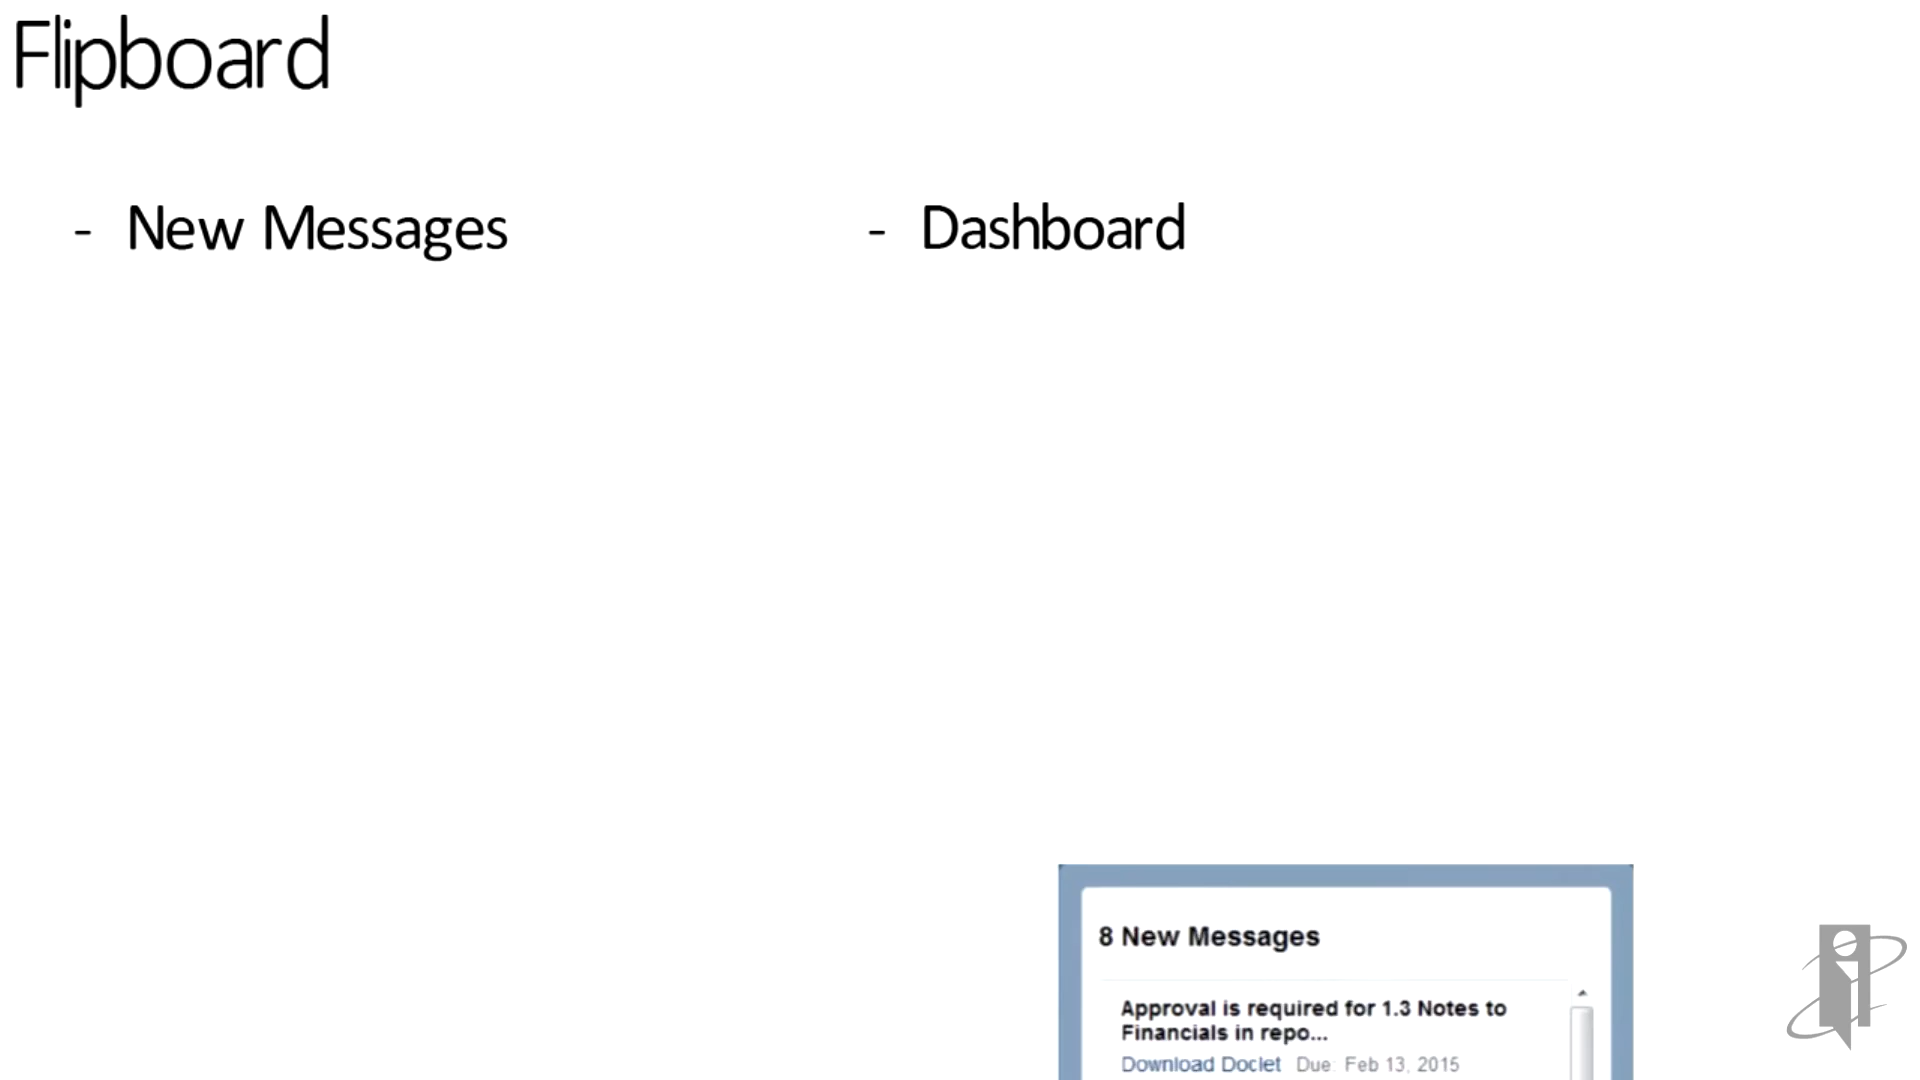 Flipboard
- New Messages
- Dashboard
8 New Messages
Approval is required for 1.3 Notes to
Financials in repo...
Download Doclet Due: Feb 13, 2015